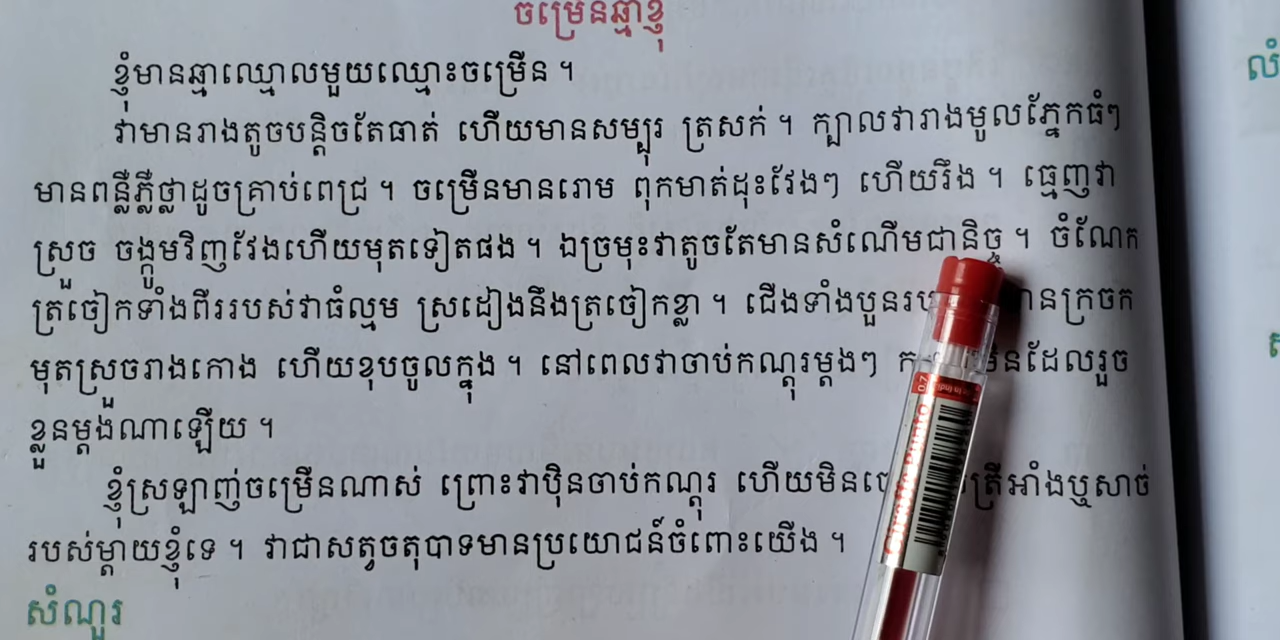 ចម្រើនឆ្មាខ្ញុំ
ខ្ញុំមានឆ្មាឈ្មោលមួយឈ្មោះចម្រើន ។
វាមានរាងតូចបន្តិចតែធាត់ ហើយមានសម្បុរ ត្រសក់ ។ ក្បាលវារាងមូលភ្នែកធំៗ
មានពន្លឺភ្លឺថ្លាដូចគ្រាប់ពេជ្រ ។ ចម្រើនមានរោម ពុកមាត់ដុះវែងៗ ហើយរឹង ។ ធ្មេញវា
ស្រួច ចង្កូមវិញវែងហើយមុតទៀតផង ។ ឯច្រមុះវាតូចតែមានសំណើមជានិច្ច ។ ចំណែក
ត្រចៀកទាំងពីររបស់វាធំល្មម ស្រដៀងនឹងត្រចៀកខ្លា ។ ជើងទាំងបួន ក្រចក
មុតស្រួចរាងកោង ហើយខុបចូលក្នុង ។ នៅពេលវាចាប់កណ្ដុរម្ដងៗ ដែលរួច
ខ្លួនម្ដងណាឡើយ ។
ខ្ញុំស្រឡាញ់ចម្រើនណាស់ ព្រោះវាប៉ិនចាប់កណ្ដុរ ហើយមិន ត្រីអាំងឬសាច់
របស់ម្ដាយខ្ញុំទេ ។ វាជាសត្វចតុបាទមានប្រយោជន៍ចំពោះយើង ។
សំណួរ
0.7
លំ